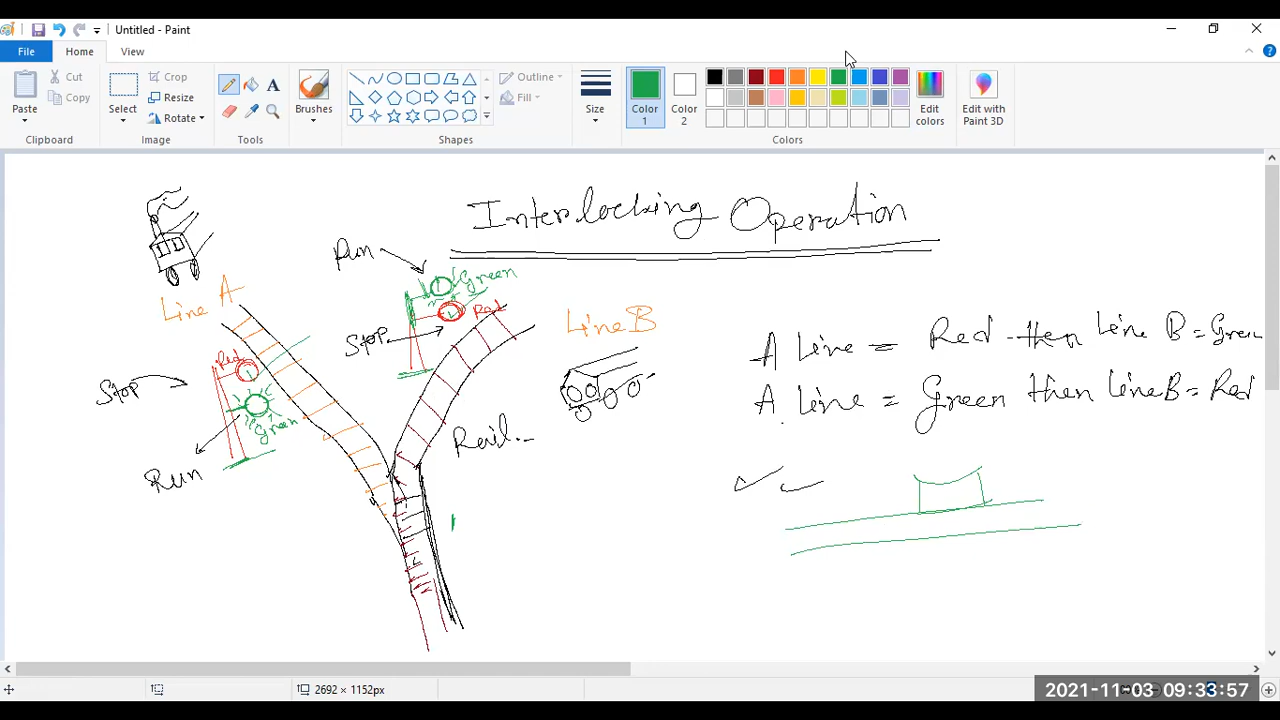 Untitled - Paint
File Home View
Paste
Cut
Copy
Clipboard
Select
Crop
Resize
Rotate
Image
Tools
Brushes
Shapes
Outline
Fill
Size
Color 1
Color 2
Edit colors
Colors
Edit with Paint 3D
Interlocking Operation
Run
Green
Red
Stop
Line A
Line B
Red
Stop
Green
Run
Rail
A Line = Red then Line B = Green
A Line = Green then Line B = Red
2692 × 1152px
2021-11-03 09:33:57